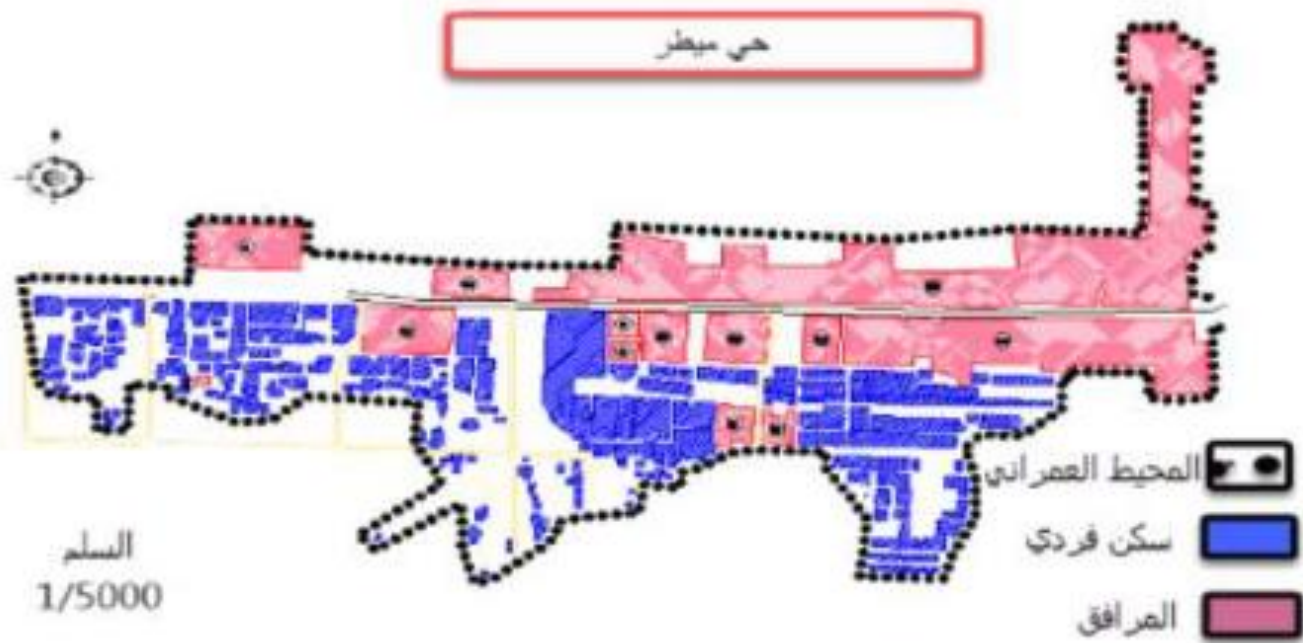 حي ميطر
المحيط العمراني
سكن فردي
المرافق
السلم
1/5000